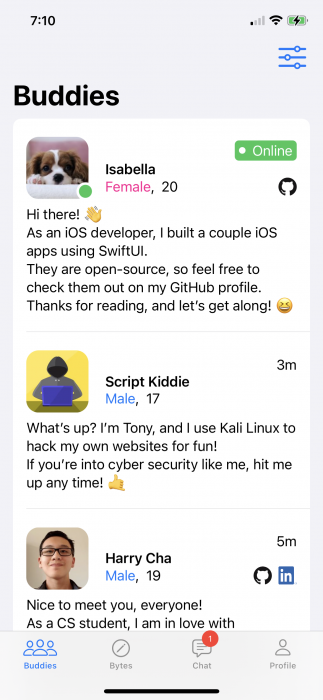 7:10
Buddies
Online
Isabella
Female, 20
Hi there! 👋
As an iOS developer, I built a couple iOS
apps using SwiftUI.
They are open-source, so feel free to
check them out on my GitHub profile.
Thanks for reading, and let's get along! 😆
3m
Script Kiddie
Male, 17
What's up? I'm Tony, and I use Kali Linux to
hack my own websites for fun!
If you're into cyber security like me, hit me
up any time! 🤙
5m
Harry Cha
Male, 19
in
Nice to meet you, everyone!
As a CS student, I am in love with
1
Buddies
Bytes
Chat
Profile